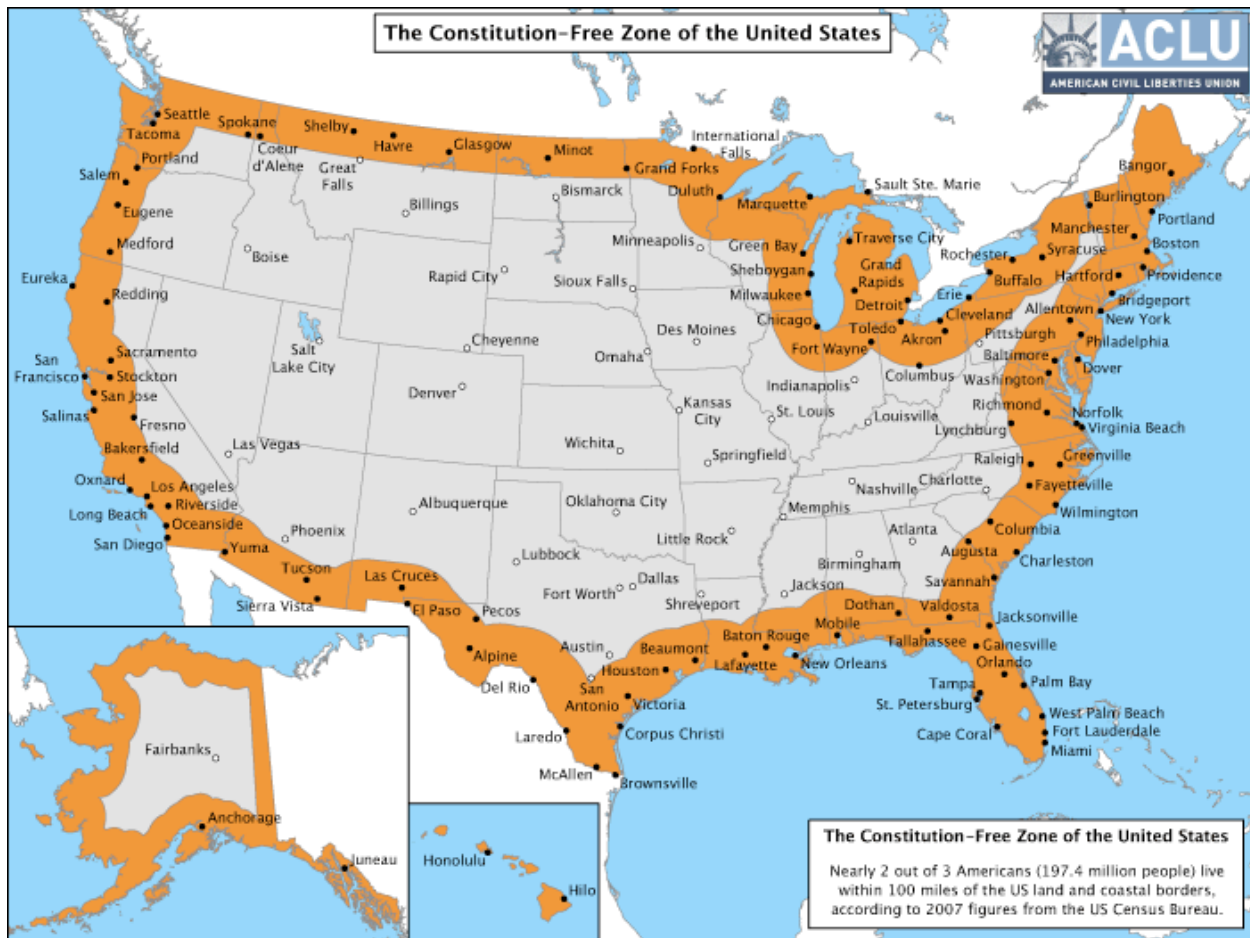 The Constitution-Free Zone of the United States
ACLU
AMERICAN CIVIL LIBERTIES UNION
Seattle
Tacoma
Spokane
Coeur
d'Alene
Shelby
Havre
Great
Falls
Glasgow
Minot
Grand Forks
International
Falls
Duluth
Marquette
Sault Ste. Marie
Bangor
Portland
Salem
Eugene
Medford
Billings
Bismarck
Boise
Minneapolis
Green Bay
Traverse City
Burlington
Portland
Manchester
Boston
Rochester
Syracuse
Buffalo
Hartford
Providence
Bridgeport
Eureka
Redding
Rapid City
Sioux Falls
Sheboygan
Milwaukee
Grand
Rapids
Detroit
Erie
Allentown
New York
Chicago
Toledo
Cleveland
Akron
Fort Wayne
Pittsburgh
Philadelphia
Baltimore
Dover
Washington
Salt
Lake City
Cheyenne
Des Moines
Omaha
Sacramento
San
Francisco
Stockton
San Jose
Salinas
Fresno
Denver
Kansas
City
Indianapolis
Columbus
St. Louis
Louisville
Richmond
Norfolk
Virginia Beach
Lynchburg
Bakersfield
Las Vegas
Wichita
Springfield
Raleigh
Greenville
Oxnard
Los Angeles
Riverside
Long Beach
Oceanside
San Diego
Yuma
Phoenix
Albuquerque
Oklahoma City
Nashville
Charlotte
Fayetteville
Wilmington
Memphis
Little Rock
Atlanta
Columbia
Augusta
Charleston
Birmingham
Lubbock
Dallas
Fort Worth
Shreveport
Jackson
Savannah
Tucson
Sierra Vista
Las Cruces
El Paso
Pecos
Alpine
Del Rio
Austin
San
Antonio
Houston
Beaumont
Victoria
Lafayette
Baton Rouge
New Orleans
Mobile
Dothan
Valdosta
Tallahassee
Jacksonville
Gainesville
Orlando
Tampa
St. Petersburg
Palm Bay
Cape Coral
West Palm Beach
Fort Lauderdale
Miami
Laredo
Corpus Christi
McAllen
Brownsville
Fairbanks
Anchorage
Juneau
Honolulu
Hilo
The Constitution-Free Zone of the United States
Nearly 2 out of 3 Americans (197.4 million people) live
within 100 miles of the US land and coastal borders,
according to 2007 figures from the US Census Bureau.